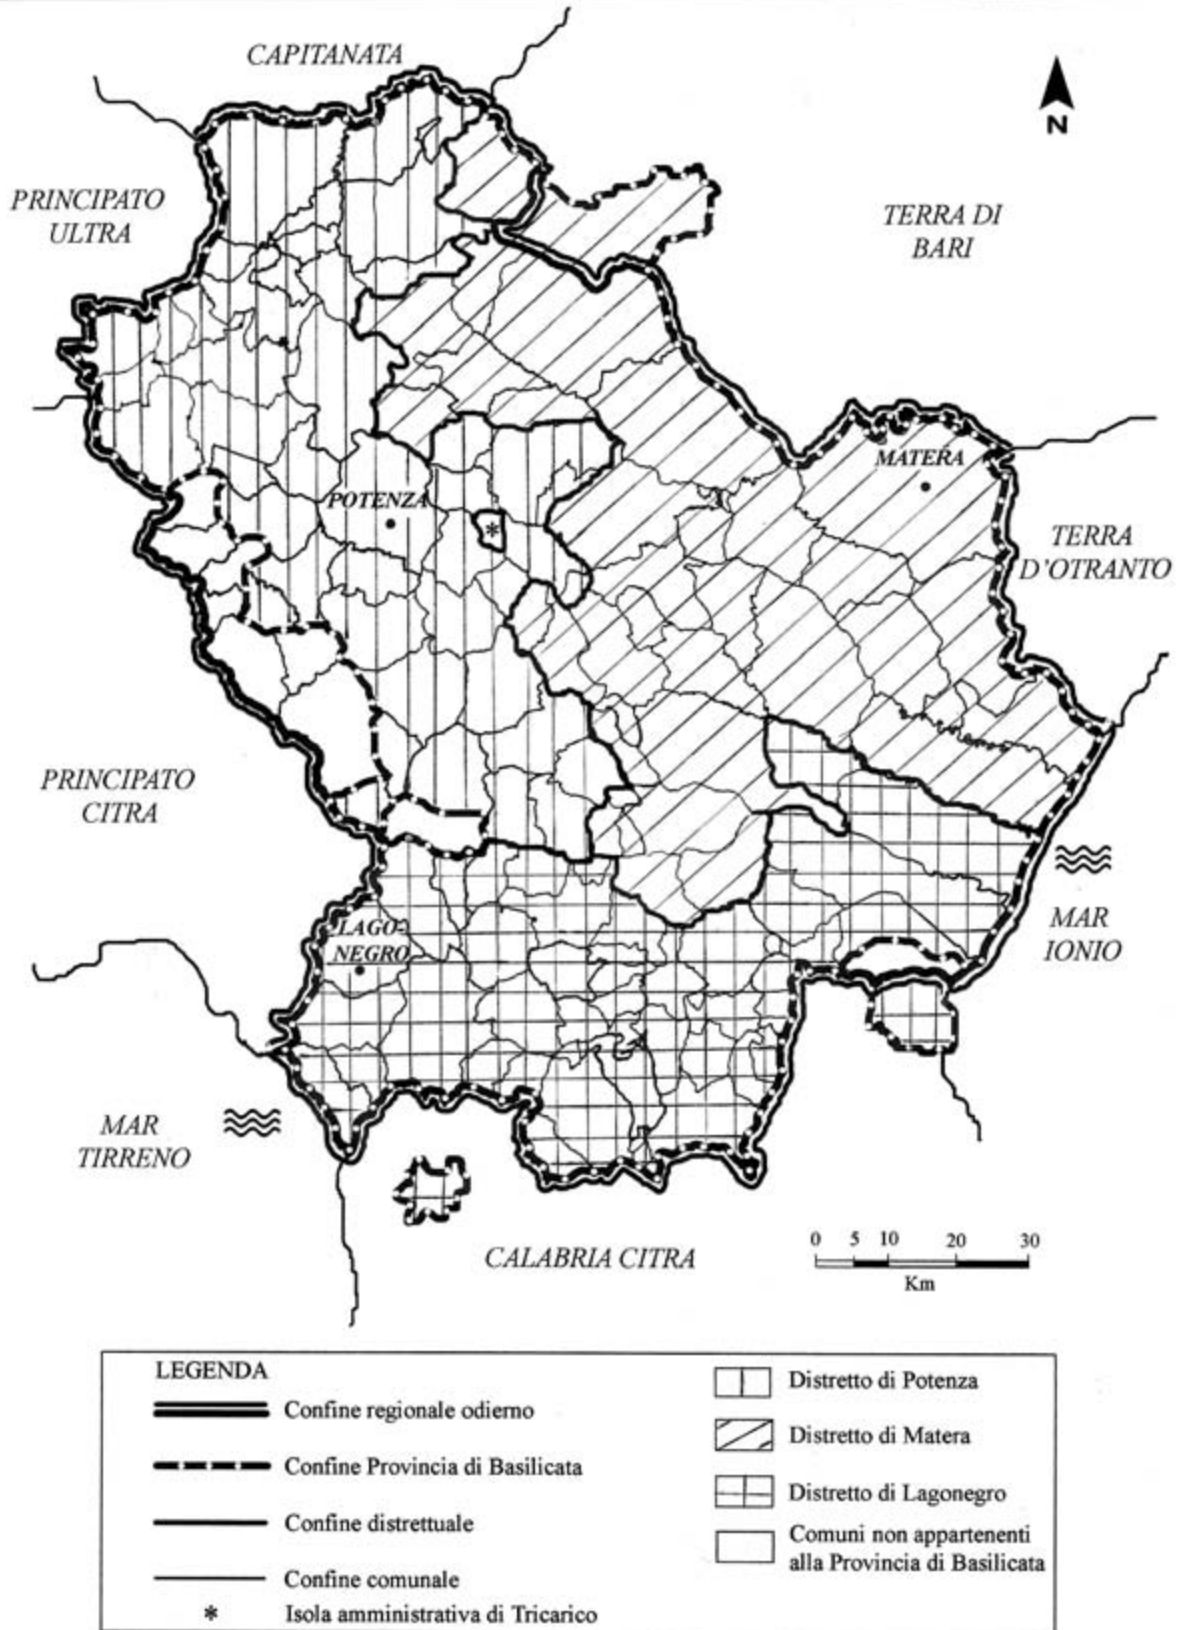 CAPITANATA
N
PRINCIPATO
ULTRA
TERRA DI
BARI
MATERA
POTENZA
*
TERRA
D'OTRANTO
PRINCIPATO
CITRA
LAGO-
NEGRO
MAR
IONIO
MAR
TIRRENO
CALABRIA CITRA
0 5 10 20 30
Km
LEGENDA
Confine regionale odierno
Confine Provincia di Basilicata
Confine distrettuale
Confine comunale
* Isola amministrativa di Tricarico
Distretto di Potenza
Distretto di Matera
Distretto di Lagonegro
Comuni non appartenenti
alla Provincia di Basilicata